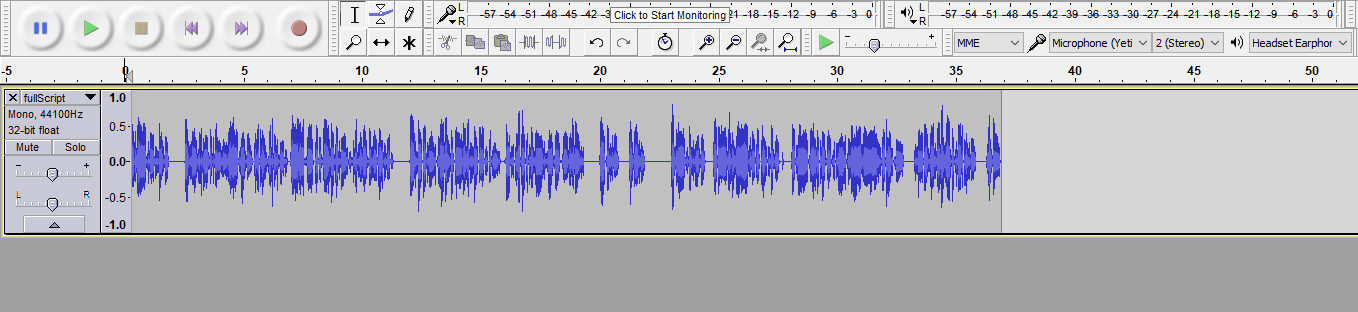 L
R
-57 -54 -51 -48 -45 -42 -3 Click to Start Monitoring -21 -18 -15 -12 -9 -6 -3 0
L
R
-57 -54 -51 -48 -45 -42 -39 -36 -33 -30 -27 -24 -21 -18 -15 -12 -9 -6 -3 0
- +
MME
Microphone (Yeti
2 (Stereo)
Headset Earphor
-5 0 5 10 15 20 25 30 35 40 45 50
fullScript
Mono, 44100Hz
32-bit float
Mute Solo
- +
L R
1.0
0.5
0.0
-0.5
-1.0